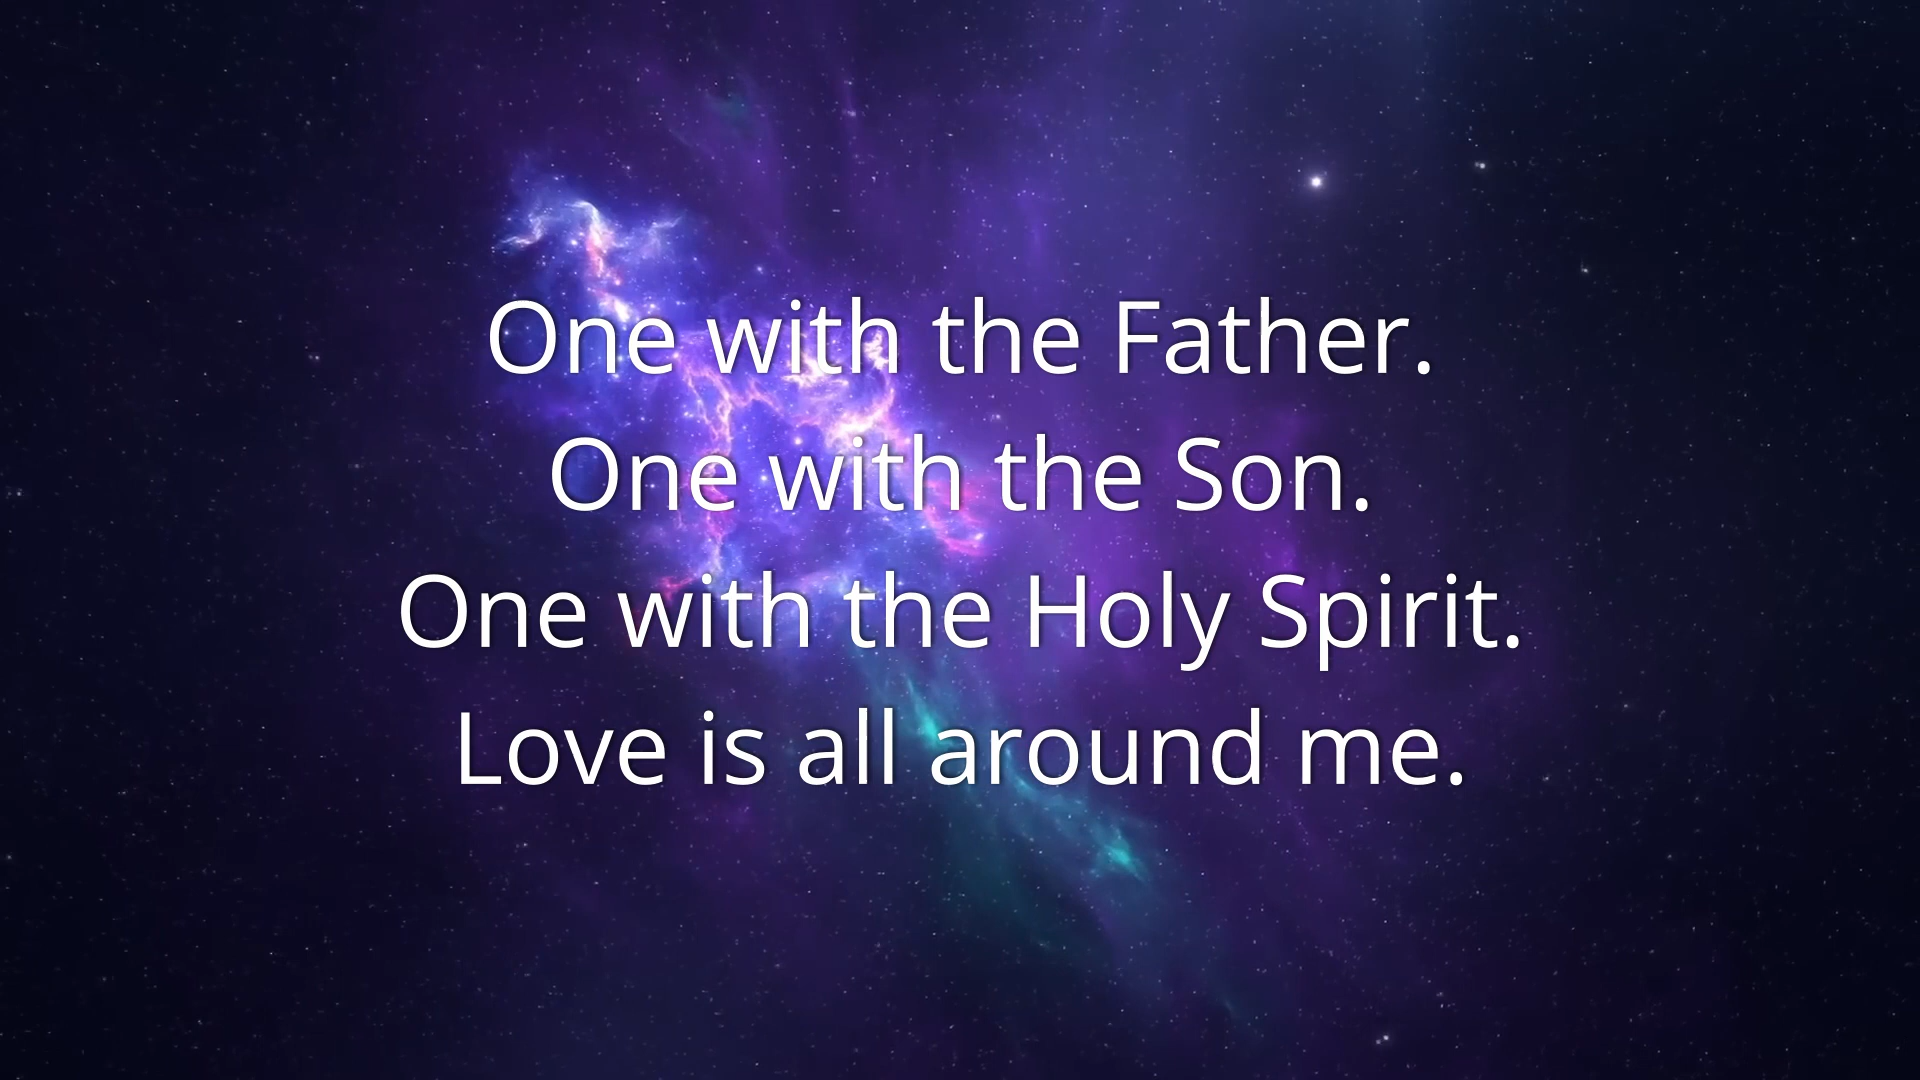 One with the Father.
One with the Son.
One with the Holy Spirit.
Love is all around me.